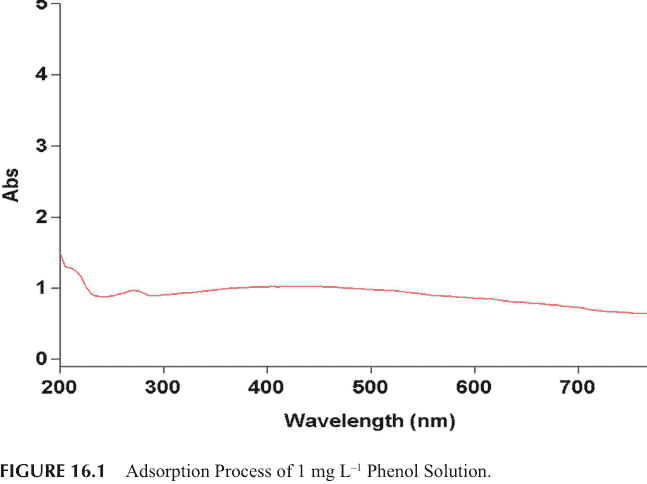 5
4
3
2
1
0
Abs
200 300 400 500 600 700
Wavelength (nm)
FIGURE 16.1 Adsorption Process of 1 mg L⁻¹ Phenol Solution.